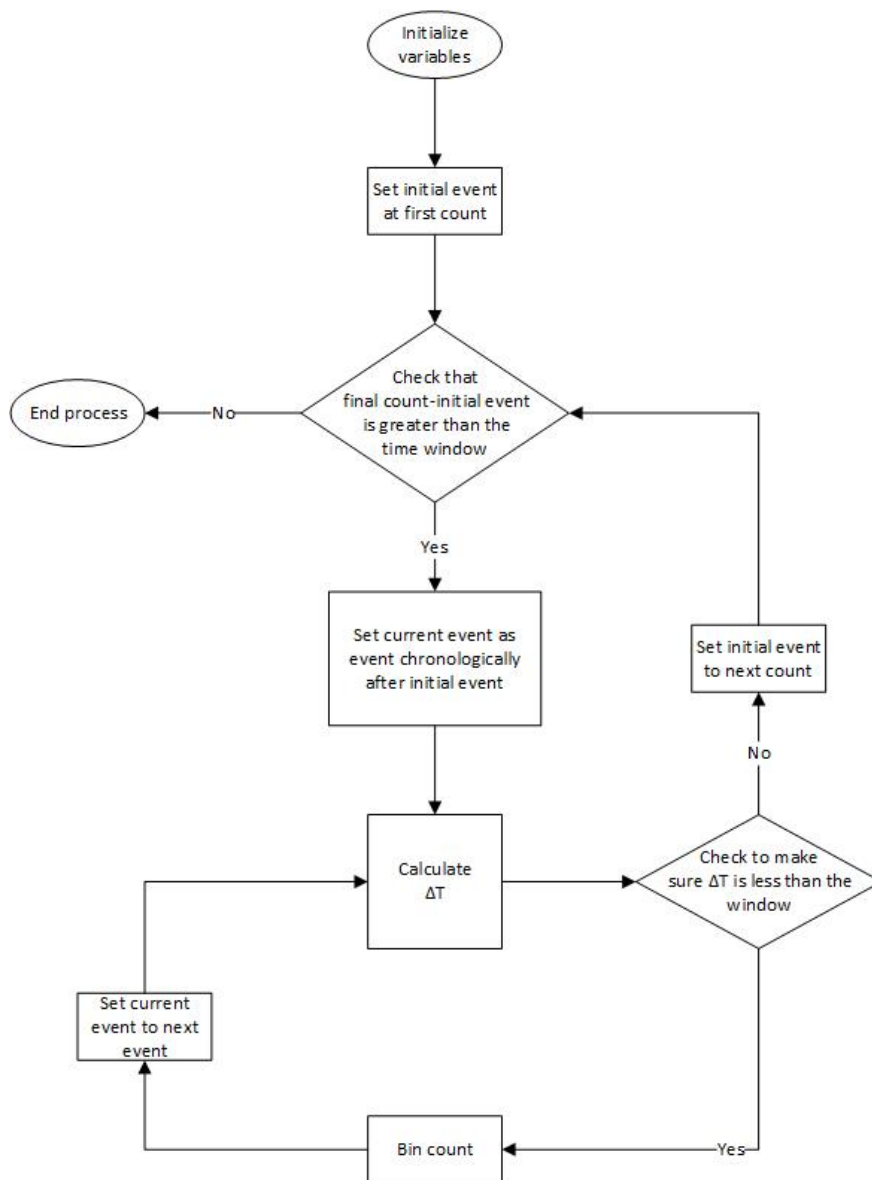 Initialize
variables
Set initial event
at first count
Check that
final count-initial event
is greater than the
time window
No
End process
Yes
Set current event as
event chronologically
after initial event
Set initial event
to next count
No
Calculate
ΔT
Check to make
sure ΔT is less than the
window
Set current
event to next
event
Bin count
Yes